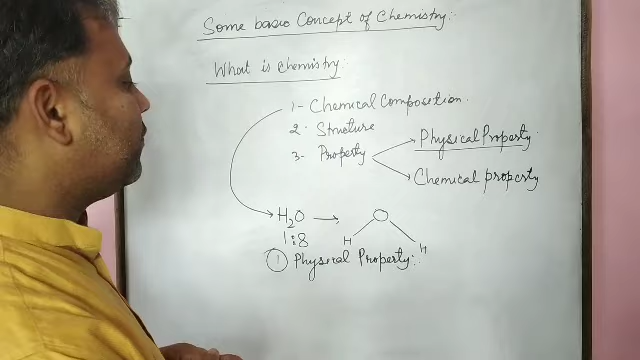 Some basic Concept of Chemistry:
What is chemistry
1- Chemical Composition.
2. Structure
3- Property
Physical Property.
Chemical property
H2O → O
H H
1:8
1 Physical Property: